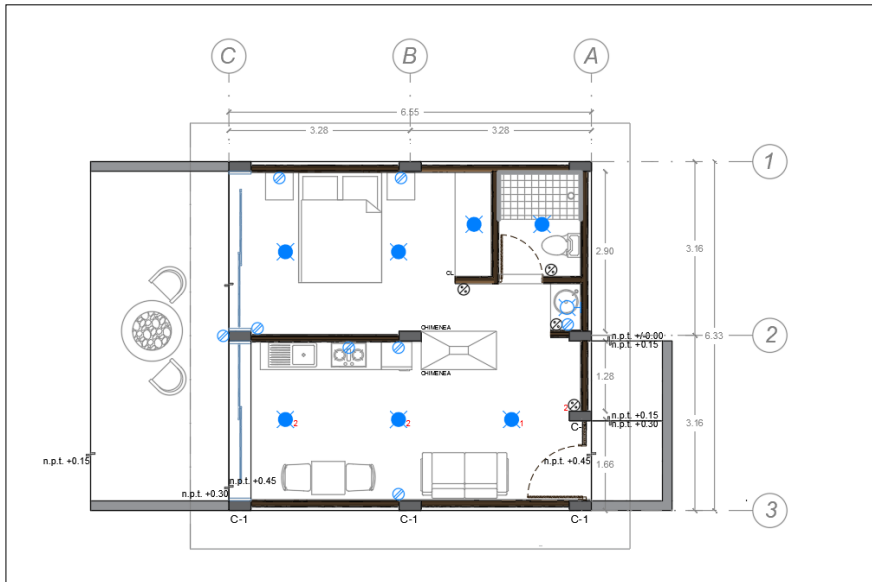 C B A
6.55
3.28 3.28
1
2.90
3.16
CL
CHIMENEA
n.p.t. +/-0.00
2
n.p.t. +0.15
6.33
CHIMENEA
1.28
2
2 2 1
n.p.t. +0.15
C-
n.p.t. +0.30
3.16
n.p.t. +0.15
n.p.t. +0.45
1.66
n.p.t. +0.45
n.p.t. +0.30
3
C-1 C-1 C-1